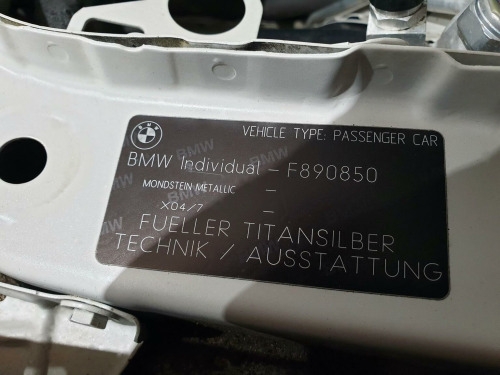 VEHICLE TYPE: PASSENGER CAR
BMW Individual - F890850
MONDSTEIN METALLIC -
X04/7 -
FUELLER TITANSILBER
TECHNIK / AUSSTATTUNG